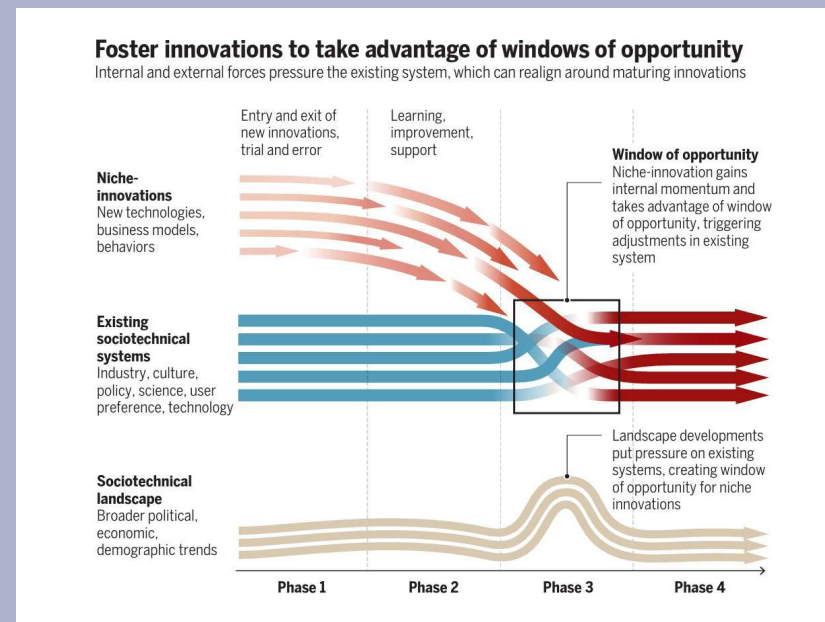 Foster innovations to take advantage of windows of opportunity
Internal and external forces pressure the existing system, which can realign around maturing innovations
Entry and exit of
new innovations,
trial and error
Learning,
improvement,
support
Window of opportunity
Niche-innovation gains
internal momentum and
takes advantage of window
of opportunity, triggering
adjustments in existing
system
Niche-
innovations
New technologies,
business models,
behaviors
Existing
sociotechnical
systems
Industry, culture,
policy, science, user
preference, technology
Landscape developments
put pressure on existing
systems, creating window
of opportunity for niche
innovations
Sociotechnical
landscape
Broader political,
economic,
demographic trends
Phase 1
Phase 2
Phase 3
Phase 4